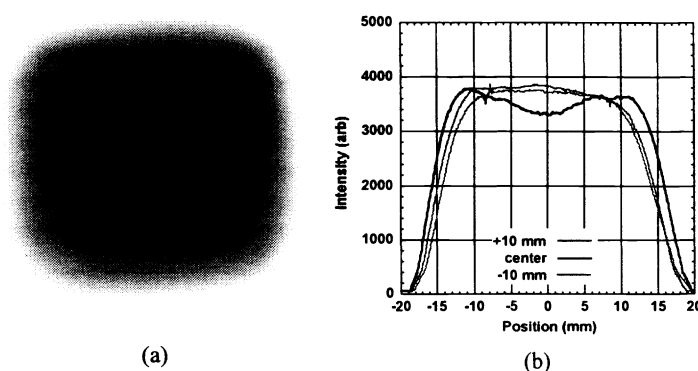 5000
4000
3000
2000
1000
0
Intensity (arb)
+10 mm
center
-10 mm
-20 -15 -10 -5 0 5 10 15 20
Position (mm)
(a)
(b)